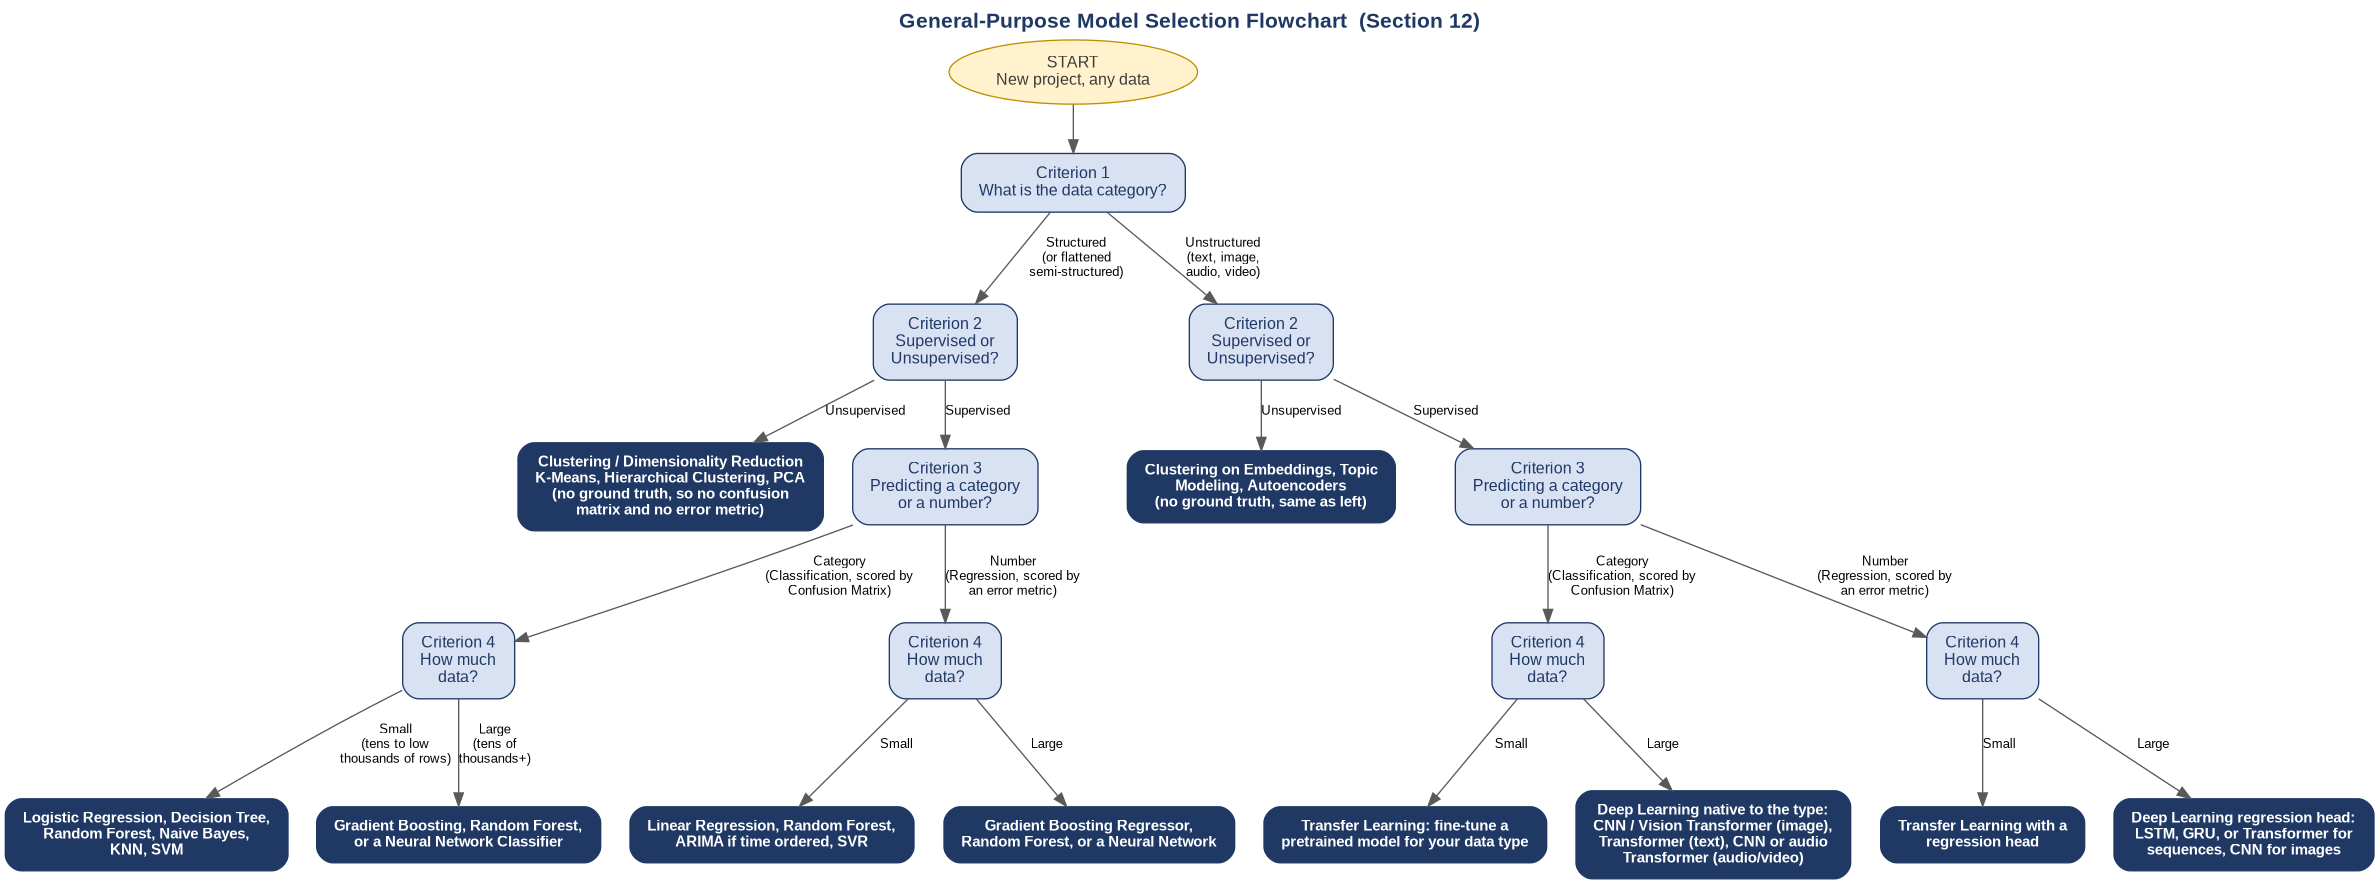 General-Purpose Model Selection Flowchart  (Section 12)
START
New project, any data
Criterion 1
What is the data category?
Structured
(or flattened
semi-structured)
Unstructured
(text, image,
audio, video)
Criterion 2
Supervised or
Unsupervised?
Criterion 2
Supervised or
Unsupervised?
Unsupervised
Supervised
Unsupervised
Supervised
Clustering / Dimensionality Reduction
K-Means, Hierarchical Clustering, PCA
(no ground truth, so no confusion
matrix and no error metric)
Criterion 3
Predicting a category
or a number?
Clustering on Embeddings, Topic
Modeling, Autoencoders
(no ground truth, same as left)
Criterion 3
Predicting a category
or a number?
Category
(Classification, scored by
Confusion Matrix)
Number
(Regression, scored by
an error metric)
Category
(Classification, scored by
Confusion Matrix)
Number
(Regression, scored by
an error metric)
Criterion 4
How much
data?
Criterion 4
How much
data?
Criterion 4
How much
data?
Criterion 4
How much
data?
Small
(tens to low
thousands of rows)
Large
(tens of
thousands+)
Small
Large
Small
Large
Small
Large
Logistic Regression, Decision Tree,
Random Forest, Naive Bayes,
KNN, SVM
Gradient Boosting, Random Forest,
or a Neural Network Classifier
Linear Regression, Random Forest,
ARIMA if time ordered, SVR
Gradient Boosting Regressor,
Random Forest, or a Neural Network
Transfer Learning: fine-tune a
pretrained model for your data type
Deep Learning native to the type:
CNN / Vision Transformer (image),
Transformer (text), CNN or audio
Transformer (audio/video)
Transfer Learning with a
regression head
Deep Learning regression head:
LSTM, GRU, or Transformer for
sequences, CNN for images